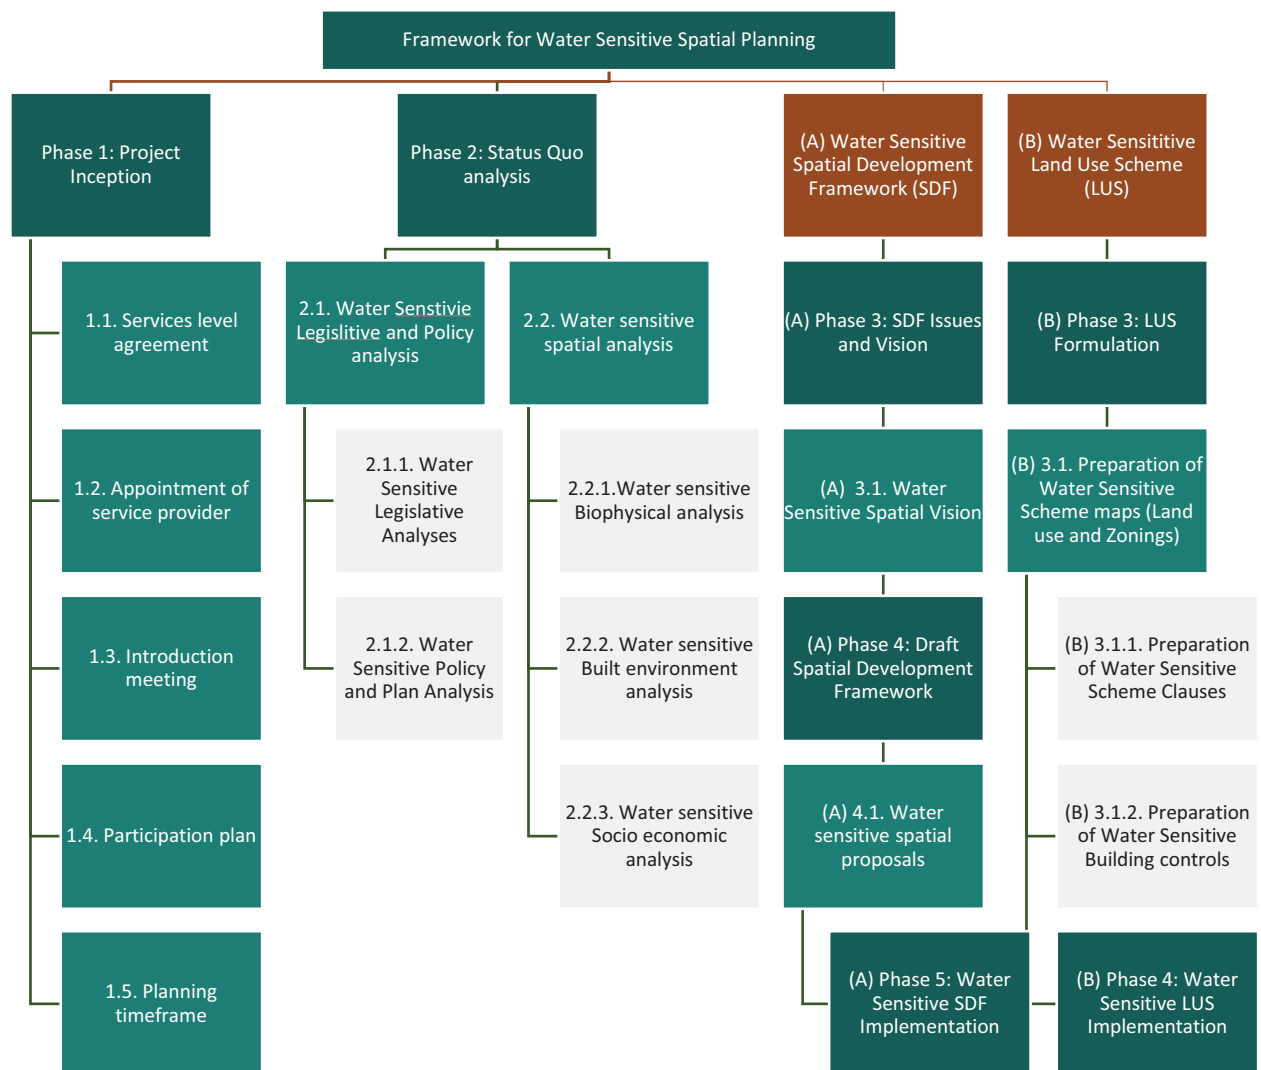 Framework for Water Sensitive Spatial Planning
Phase 1: Project
Inception
Phase 2: Status Quo
analysis
(A) Water Sensitive
Spatial Development
Framework (SDF)
(B) Water Sensititive
Land Use Scheme
(LUS)
1.1. Services level
agreement
2.1. Water Senstivie
Legislitive and Policy
analysis
2.2. Water sensitive
spatial analysis
(A) Phase 3: SDF Issues
and Vision
(B) Phase 3: LUS
Formulation
1.2. Appointment of
service provider
2.1.1. Water
Sensitive
Legislative
Analyses
2.2.1.Water sensitive
Biophysical analysis
(A) 3.1. Water
Sensitive Spatial Vision
(B) 3.1. Preparation of
Water Sensitive
Scheme maps (Land
use and Zonings)
1.3. Introduction
meeting
2.1.2. Water
Sensitive Policy
and Plan Analysis
2.2.2. Water sensitive
Built environment
analysis
(A) Phase 4: Draft
Spatial Development
Framework
(B) 3.1.1. Preparation
of Water Sensitive
Scheme Clauses
1.4. Participation plan
2.2.3. Water sensitive
Socio economic
analysis
(A) 4.1. Water
sensitive spatial
proposals
(B) 3.1.2. Preparation
of Water Sensitive
Building controls
1.5. Planning
timeframe
(A) Phase 5: Water
Sensitive SDF
Implementation
(B) Phase 4: Water
Sensitive LUS
Implementation